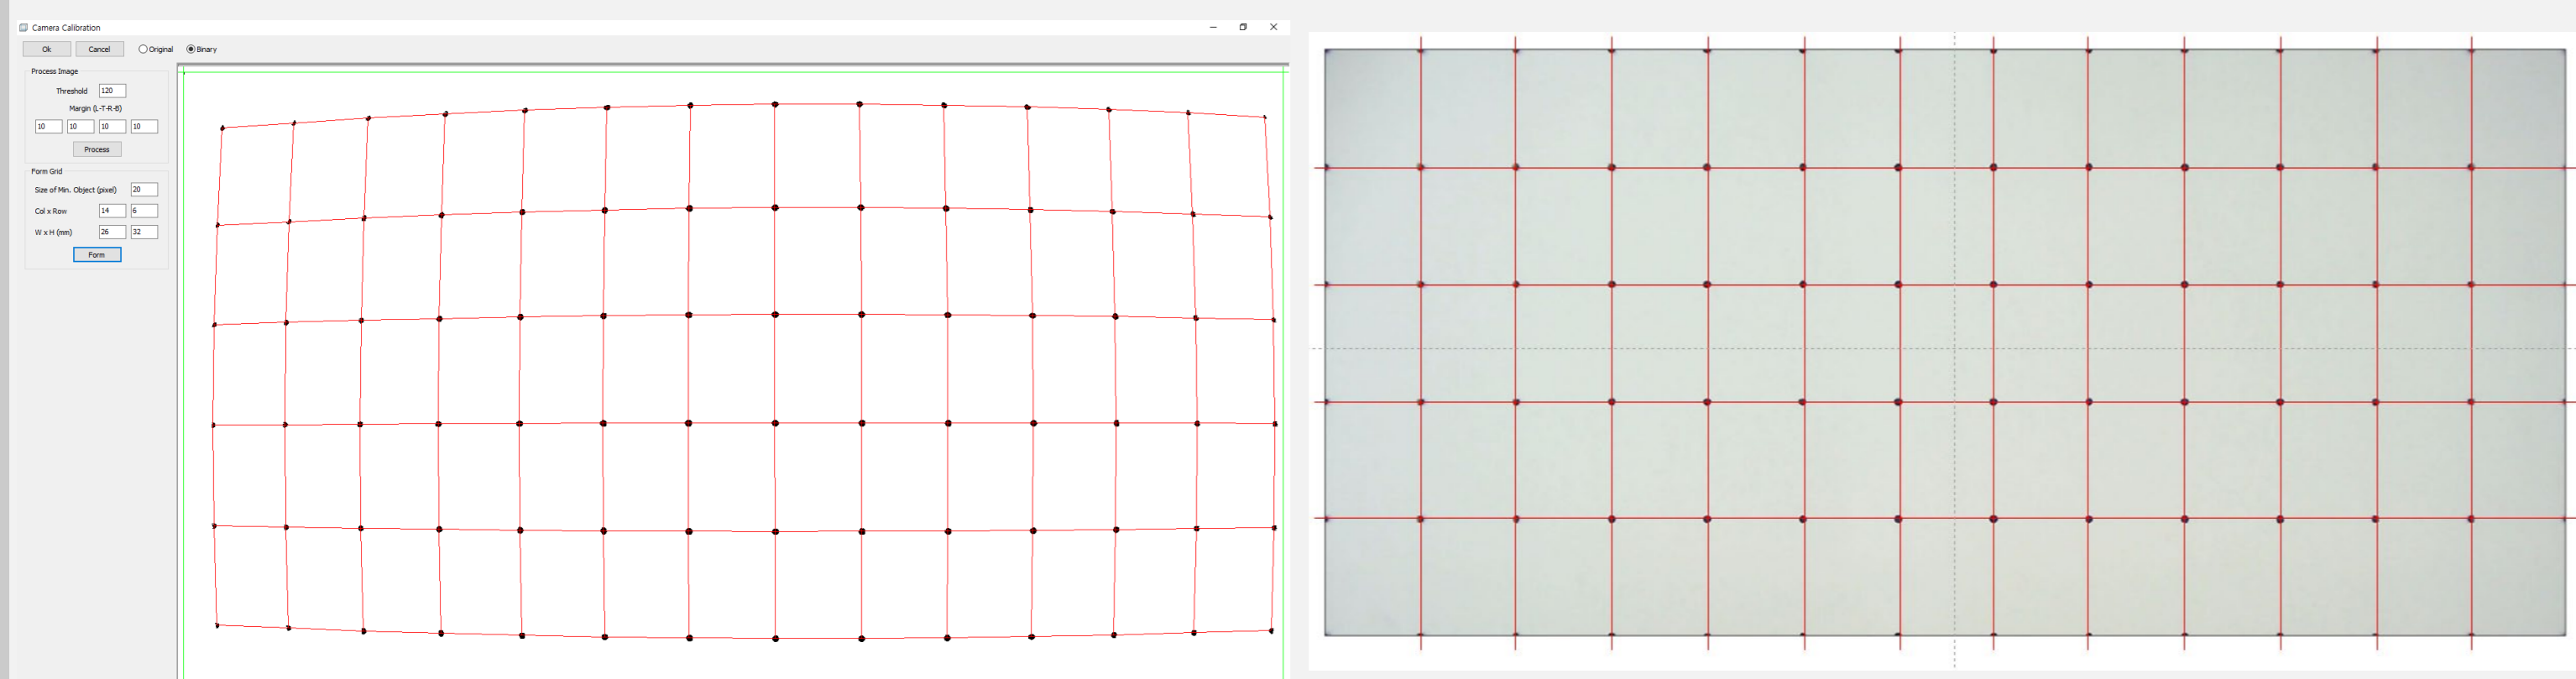 Camera Calibration
Ok Cancel Original Binary
Process Image
Threshold 120
Margin (L-T-R-B)
10 10 10 10
Process
Form Grid
Size of Min. Object (pixel) 20
Col x Row 14 6
W x H (mm) 26 32
Form